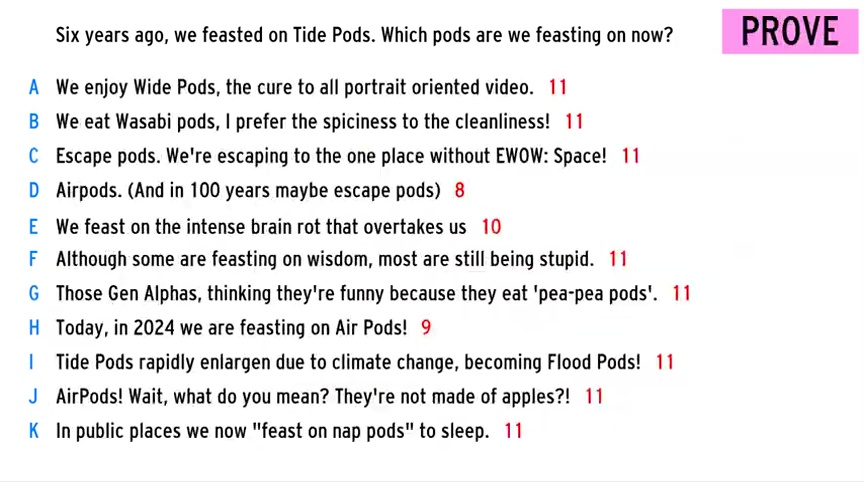 Six years ago, we feasted on Tide Pods. Which pods are we feasting on now?
PROVE
A We enjoy Wide Pods, the cure to all portrait oriented video. 11
B We eat Wasabi pods, I prefer the spiciness to the cleanliness! 11
C Escape pods. We're escaping to the one place without EWOW: Space! 11
D Airpods. (And in 100 years maybe escape pods) 8
E We feast on the intense brain rot that overtakes us 10
F Although some are feasting on wisdom, most are still being stupid. 11
G Those Gen Alphas, thinking they're funny because they eat 'pea-pea pods'. 11
H Today, in 2024 we are feasting on Air Pods! 9
I Tide Pods rapidly enlargen due to climate change, becoming Flood Pods! 11
J AirPods! Wait, what do you mean? They're not made of apples?! 11
K In public places we now "feast on nap pods" to sleep. 11